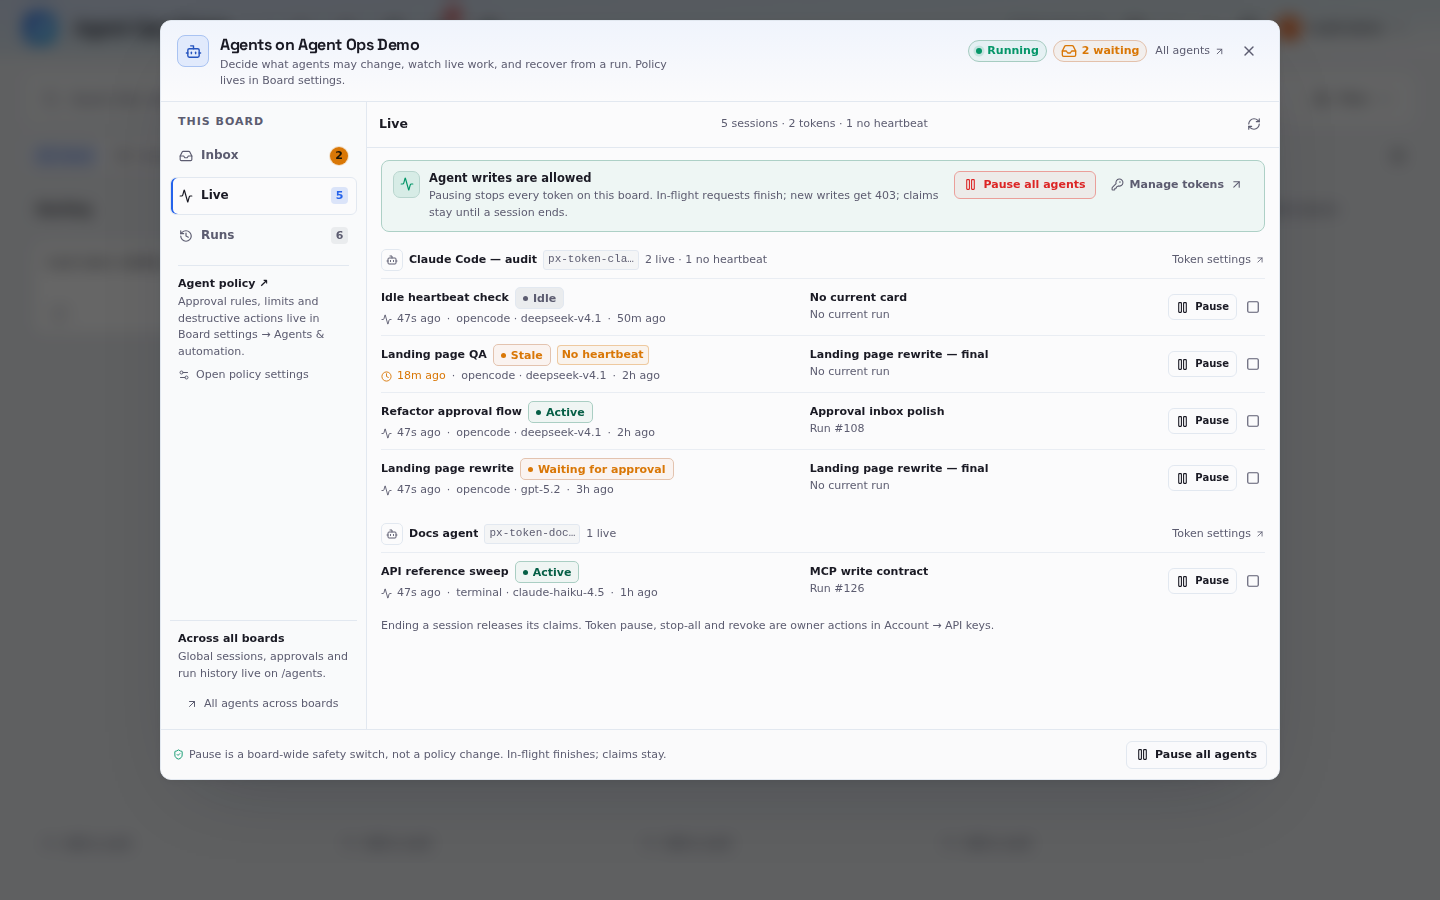 Agents on Agent Ops Demo
Decide what agents may change, watch live work, and recover from a run. Policy
lives in Board settings.
Running
2 waiting
All agents ↗
THIS BOARD
Inbox
2
Live
5
Runs
6
Agent policy ↗
Approval rules, limits and
destructive actions live in
Board settings → Agents &
automation.
Open policy settings
Across all boards
Global sessions, approvals and
run history live on /agents.
All agents across boards
Live
5 sessions · 2 tokens · 1 no heartbeat
Agent writes are allowed
Pausing stops every token on this board. In-flight requests finish; new writes get 403; claims
stay until a session ends.
Pause all agents
Manage tokens ↗
Claude Code — audit px-token-cla… 2 live · 1 no heartbeat
Token settings ↗
Idle heartbeat check Idle
47s ago · opencode · deepseek-v4.1 · 50m ago
No current card
No current run
Pause
Landing page QA Stale No heartbeat
18m ago · opencode · deepseek-v4.1 · 2h ago
Landing page rewrite — final
No current run
Pause
Refactor approval flow Active
47s ago · opencode · deepseek-v4.1 · 2h ago
Approval inbox polish
Run #108
Pause
Landing page rewrite Waiting for approval
47s ago · opencode · gpt-5.2 · 3h ago
Landing page rewrite — final
No current run
Pause
Docs agent px-token-doc… 1 live
Token settings ↗
API reference sweep Active
47s ago · terminal · claude-haiku-4.5 · 1h ago
MCP write contract
Run #126
Pause
Ending a session releases its claims. Token pause, stop-all and revoke are owner actions in Account → API keys.
Pause is a board-wide safety switch, not a policy change. In-flight finishes; claims stay.
Pause all agents